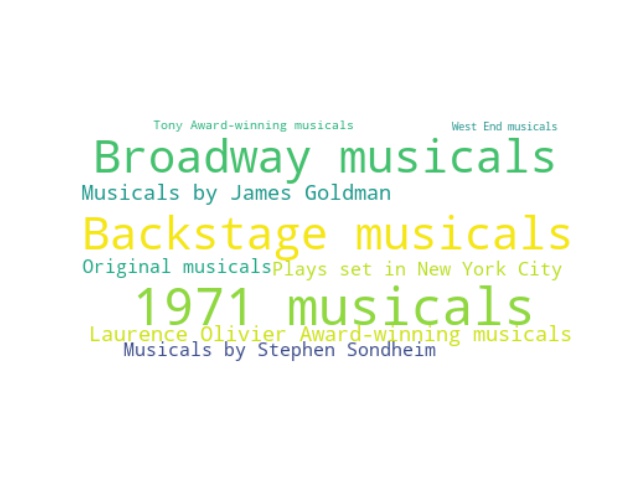 Tony Award-winning musicals
West End musicals
Broadway musicals
Musicals by James Goldman
Backstage musicals
Original musicals
Plays set in New York City
1971 musicals
Laurence Olivier Award-winning musicals
Musicals by Stephen Sondheim